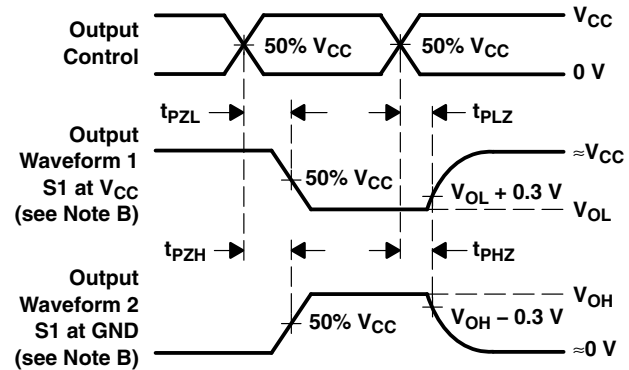 Output
Control
50% VCC
50% VCC
VCC
0 V
tPZL
tPLZ
Output
Waveform 1
S1 at VCC
(see Note B)
50% VCC
≈VCC
VOL + 0.3 V
VOL
tPZH
tPHZ
Output
Waveform 2
S1 at GND
(see Note B)
50% VCC
VOH
VOH − 0.3 V
≈0 V